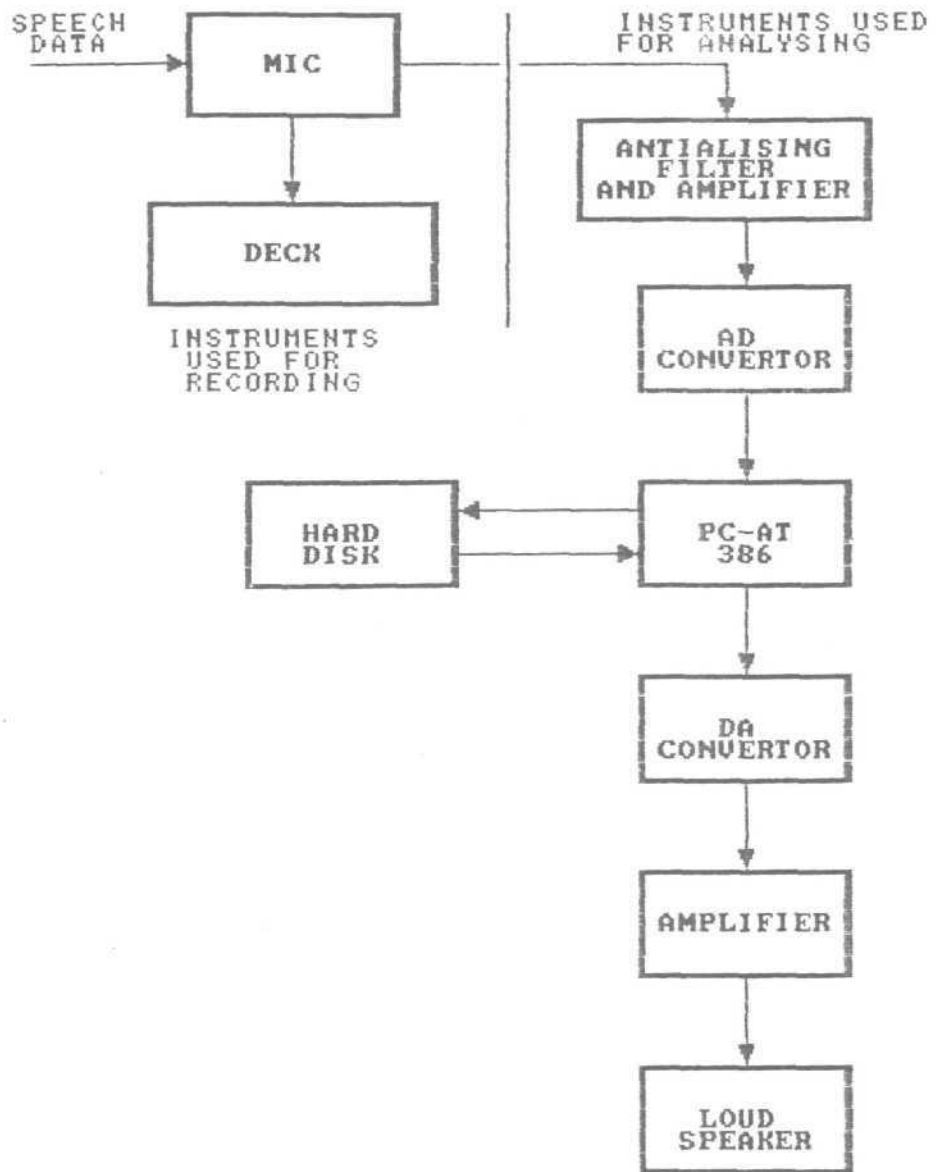 SPEECH
DATA
MIC
DECK
INSTRUMENTS
USED FOR
RECORDING
INSTRUMENTS USED
FOR ANALYSING
ANTIALISING
FILTER
AND AMPLIFIER
AD
CONVERTOR
HARD
DISK
PC-AT
386
DA
CONVERTOR
AMPLIFIER
LOUD
SPEAKER